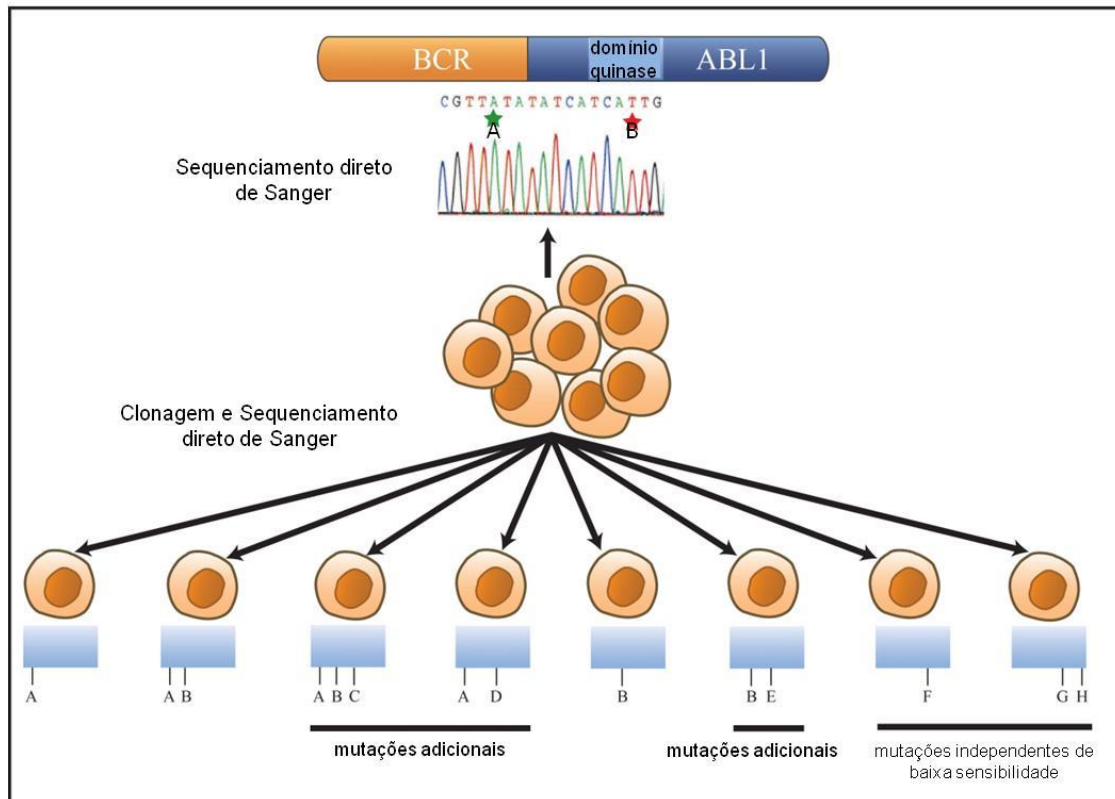 BCR
domínio
quinase
ABL1
CGTTATATATCATCATTG
A
B
Sequenciamento direto
de Sanger
Clonagem e Sequenciamento
direto de Sanger
A
A B
A B C
A D
B
B E
F
G H
mutações adicionais
mutações adicionais
mutações independentes de
baixa sensibilidade